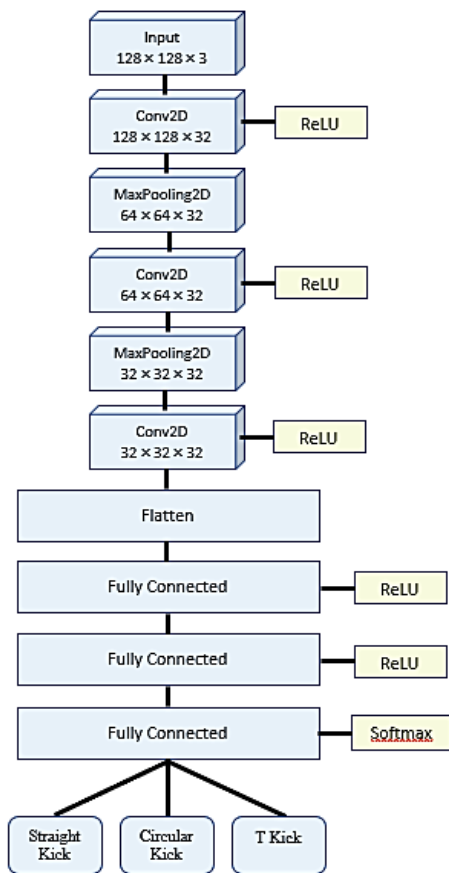 Input
128 × 128 × 3
Conv2D
128 × 128 × 32
ReLU
MaxPooling2D
64 × 64 × 32
Conv2D
64 × 64 × 32
ReLU
MaxPooling2D
32 × 32 × 32
Conv2D
32 × 32 × 32
ReLU
Flatten
Fully Connected
ReLU
Fully Connected
ReLU
Fully Connected
Softmax
Straight
Kick
Circular
Kick
T Kick